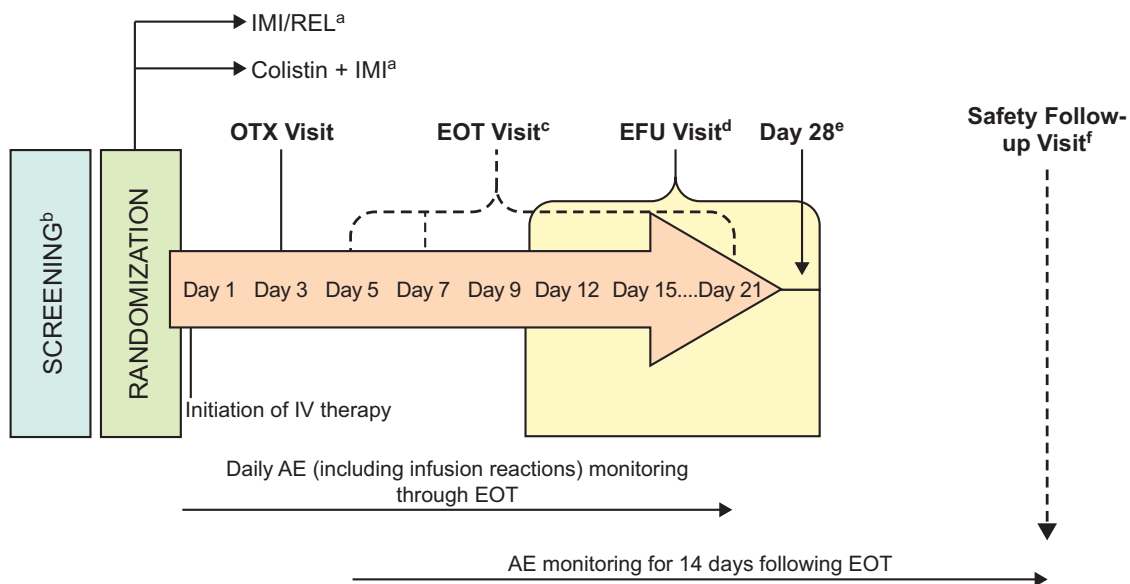 IMI/RELᵃ
Colistin + IMIᵃ
OTX Visit
EOT Visitᶜ
EFU Visitᵈ
Day 28ᵉ
Safety Follow-
up Visitᶠ
SCREENINGᵇ
RANDOMIZATION
Day 1 Day 3 Day 5 Day 7 Day 9 Day 12 Day 15....Day 21
Initiation of IV therapy
Daily AE (including infusion reactions) monitoring
through EOT
AE monitoring for 14 days following EOT